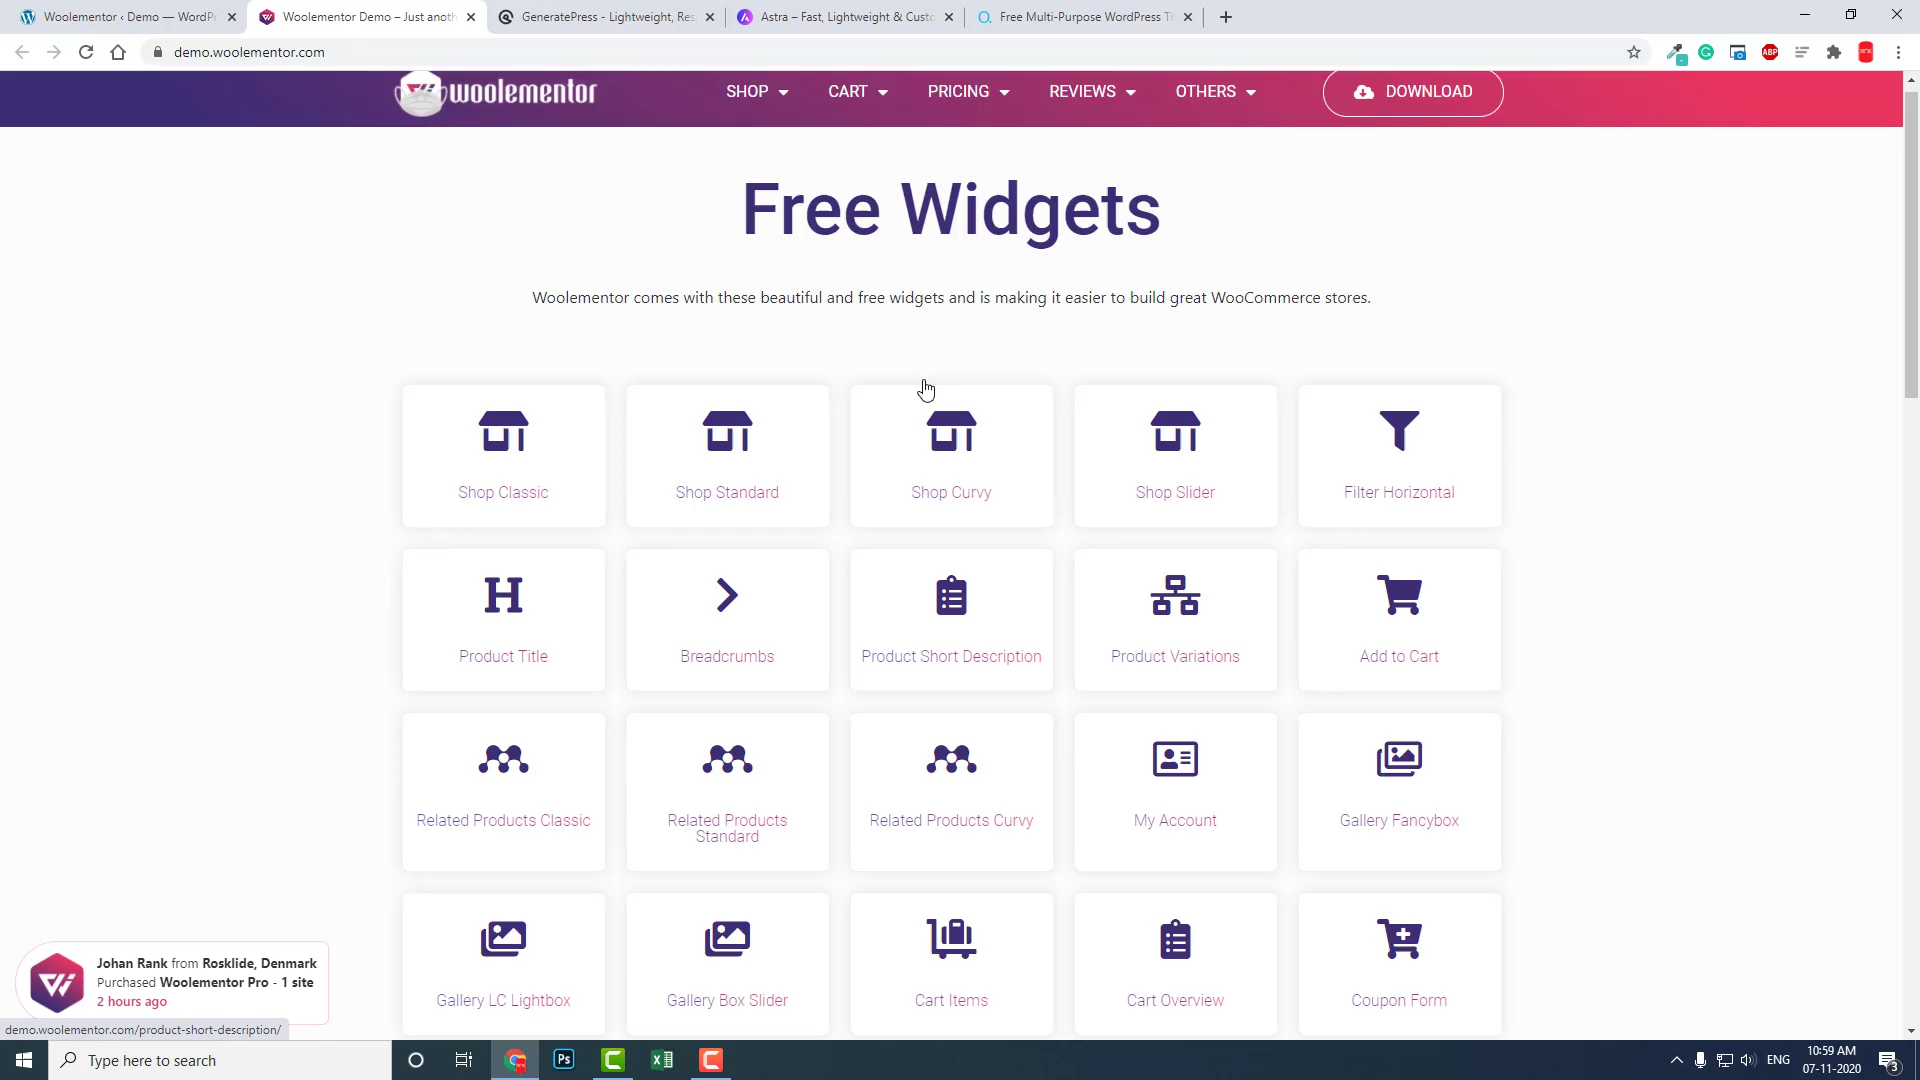 Woolementor ‹ Demo — WordPr
Woolementor Demo – Just anoth
GeneratePress - Lightweight, Res
Astra – Fast, Lightweight & Custo
Free Multi-Purpose WordPress Th
demo.woolementor.com
ABP
woolementor
SHOP
CART
PRICING
REVIEWS
OTHERS
DOWNLOAD
Free Widgets
Woolementor comes with these beautiful and free widgets and is making it easier to build great WooCommerce stores.
Shop Classic
Shop Standard
Shop Curvy
Shop Slider
Filter Horizontal
H
Product Title
Breadcrumbs
Product Short Description
Product Variations
Add to Cart
Related Products Classic
Related Products
Standard
Related Products Curvy
My Account
Gallery Fancybox
Gallery LC Lightbox
Gallery Box Slider
Cart Items
Cart Overview
Coupon Form
Johan Rank from Rosklide, Denmark
Purchased Woolementor Pro - 1 site
2 hours ago
demo.woolementor.com/product-short-description/
Type here to search
Ps
ENG
10:59 AM
07-11-2020
3